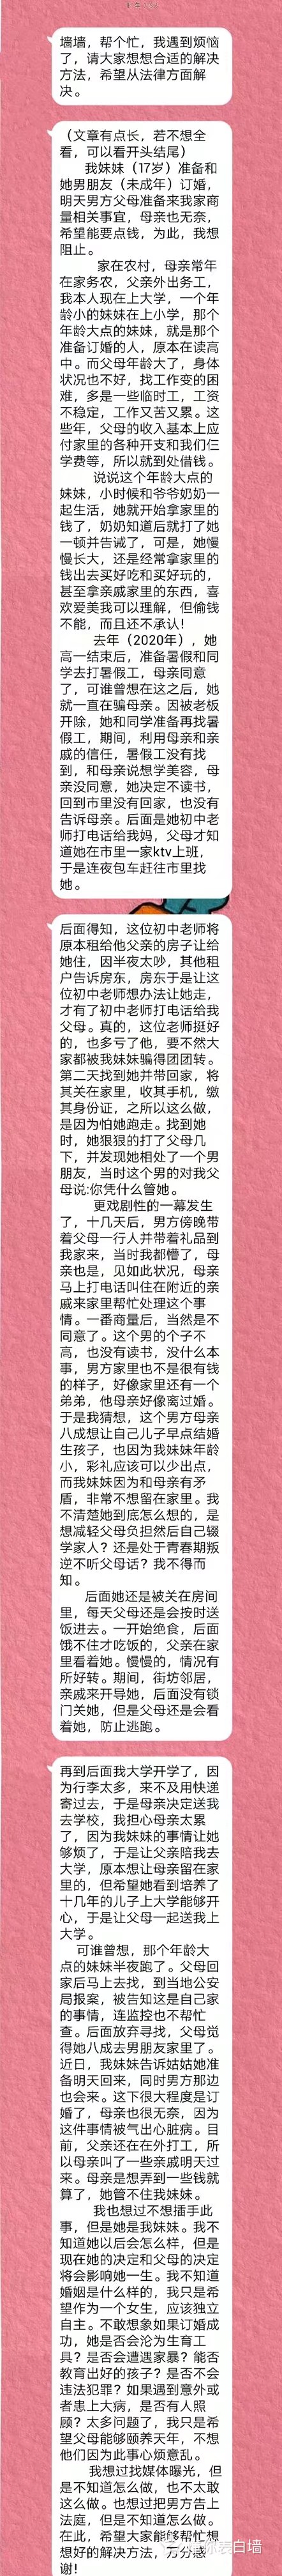 墙墙，帮个忙，我遇到烦恼
了，请大家想想合适的解决
方法，希望从法律方面解
决。
（文章有点长，若不想全
看，可以看开头结尾）
我妹妹（17岁）准备和
她男朋友（未成年）订婚，
明天男方父母准备来我家商
量相关事宜，母亲也无奈，
希望能要点钱，为此，我想
阻止。
家在农村，母亲常年
在家务农，父亲外出务工，
我本人现在上大学，一个年
龄小的妹妹在上小学，那个
年龄大点的妹妹，就是那个
准备订婚的人，原本在读高
中。而父母年龄大了，身体
状况也不好，找工作变的困
难，多是一些临时工，工资
不稳定，工作又苦又累。这
些年，父母的收入基本上应
付家里的各种开支和我们仨
学费等，所以就到处借钱。
说说这个年龄大点的
妹妹，小时候和爷爷奶奶一
起生活，她就开始拿家里的
钱了，奶奶知道后就打了她
一顿并告诫了，可是，她慢
慢长大，还是经常拿家里的
钱出去买好吃和买好玩的，
甚至拿亲戚家里的东西，喜
欢爱美我可以理解，但偷钱
不能，而且还不承认！
去年（2020年），她
高一结束后，准备暑假和同
学去打暑假工，母亲同意
了，可谁曾想在这之后，她
就一直在骗母亲。因被老板
开除，她和同学准备再找暑
假工，期间，利用母亲和亲
戚的信任，暑假工没有找
到，和母亲说想学美容，母
亲没同意，她决定不读书，
回到市里没有回家，也没有
告诉母亲。后面是她初中老
师打电话给我妈，父母才知
道她在市里一家ktv上班，
于是连夜包车赶往市里找
她。
后面得知，这位初中老师将
原本租给他父亲的房子让给
她住，因半夜太吵，其他租
户告诉房东，房东于是让这
位初中老师想办法让她走，
才有了初中老师打电话给我
父母。真的，这位老师挺好
的，也多亏了他，要不然大
家都被我妹妹骗得团团转。
第二天找到她并带回家，将
其关在家里，收其手机，缴
其身份证，之所以这么做，
是因为怕她跑走。找到她
时，她狠狠的打了父母几
下，并发现她相处了一个男
朋友，当时这个男的对我父
母说:你凭什么管她。
更戏剧性的一幕发生
了，十几天后，男方傍晚带
着父母一行人并带着礼品到
我家来，当时我都懵了，母
亲也是，见如此状况，母亲
马上打电话叫住在附近的亲
戚来家里帮忙处理这个事
情。一番商量后，当然是不
同意了。这个男的个子不
高，也没有读书，没什么本
事，男方家里也不是很有钱
的样子，好像家里还有一个
弟弟，他母亲好像离过婚。
于是我猜想，这个男方母亲
八成想让自己儿子早点结婚
生孩子，也因为我妹妹年龄
小，彩礼应该可以少出点，
而我妹妹因为和母亲有矛
盾，非常不想留在家里。我
不清楚她到底怎么想的，是
想减轻父母负担然后自己辍
学家人？还是处于青春期叛
逆不听父母话？我不得而
知。
后面她还是被关在房间
里，每天父母还是会按时送
饭进去。一开始绝食，后面
饿不住才吃饭的，父亲在家
里看着她。慢慢的，情况有
所好转。期间，街坊邻居，
亲戚来开导她，后面没有锁
门关她，但是父母还是会看
着她，防止逃跑。
再到后面我大学开学了，因
为行李太多，来不及用快递
寄过去，于是母亲决定送我
去学校，我担心母亲太累
了，因为我妹妹的事情让她
够烦了，于是让父亲陪我去
大学，原本想让母亲留在家
里的，但希望她看到培养了
十几年的儿子上大学能够开
心，于是让父母一起送我上
大学。
可谁曾想，那个年龄大
点的妹妹半夜跑了。父母回
家后马上去找，到当地公安
局报案，被告知这是自己家
的事情，连监控也不帮忙
查。后面放弃寻找，父母觉
得她八成去男朋友家里了。
近日，我妹妹告诉姑姑她准
备明天回来，同时男方那边
也会来。这下很大程度是订
婚了，母亲也很无奈，因为
这件事情被气出心脏病。目
前，父亲还在在外打工，所
以母亲叫了一些亲戚明天过
来。母亲是想弄到一些钱就
算了，她管不住我妹妹。
我也想过不想插手此
事，但是她是我妹妹。我不
知道她以后会怎么样，但是
现在她的决定和父母的决定
将会影响她一生。我不知道
婚姻是什么样的，我只是希
望作为一个女生，应该独立
自主。不敢想象如果订婚成
功，她是否会沦为生育工
具？是否会遭遇家暴？能否
教育出好的孩子？是否不会
违法犯罪？如果遇到意外或
者患上大病，是否有人照
顾？太多问题了，我只是希
望父母能够颐养天年，不想
他们因为此事心烦意乱。
我想过找媒体曝光，但
是不知道怎么做，也不太敢
这么做。也想过把男方告上
法庭，但是不知道怎么做。
在此，希望大家能够帮忙想
想好的解决方法，万分感
谢！
你表白墙